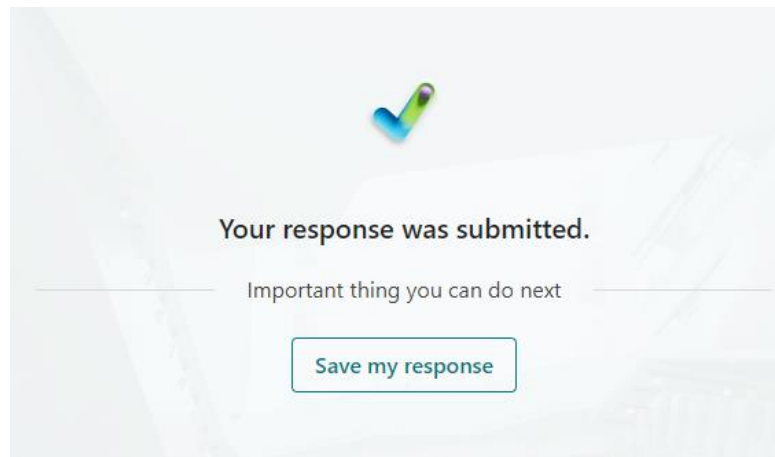 Your response was submitted.
Important thing you can do next
Save my response